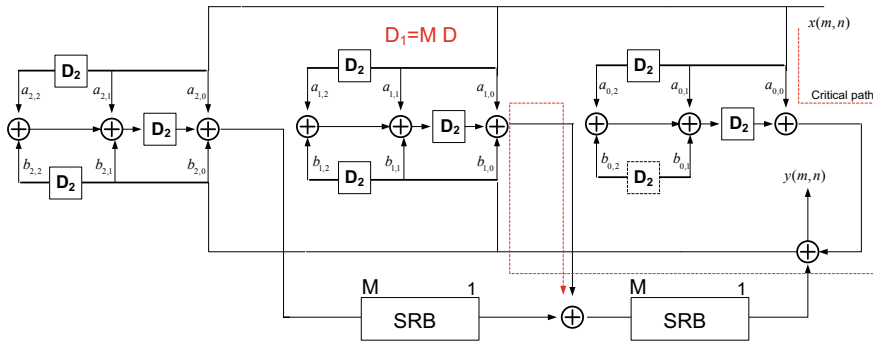 x(m,n)
D₁=M D
D₂
D₂
D₂
Critical path
a₂,₂
a₂,₁
a₂,₀
a₁,₂
a₁,₁
a₁,₀
a₀,₂
a₀,₁
a₀,₀
D₂
D₂
D₂
b₂,₂
b₂,₁
b₂,₀
b₁,₂
b₁,₁
b₁,₀
b₀,₂
b₀,₁
D₂
D₂
D₂
y(m,n)
M 1
M 1
SRB
SRB